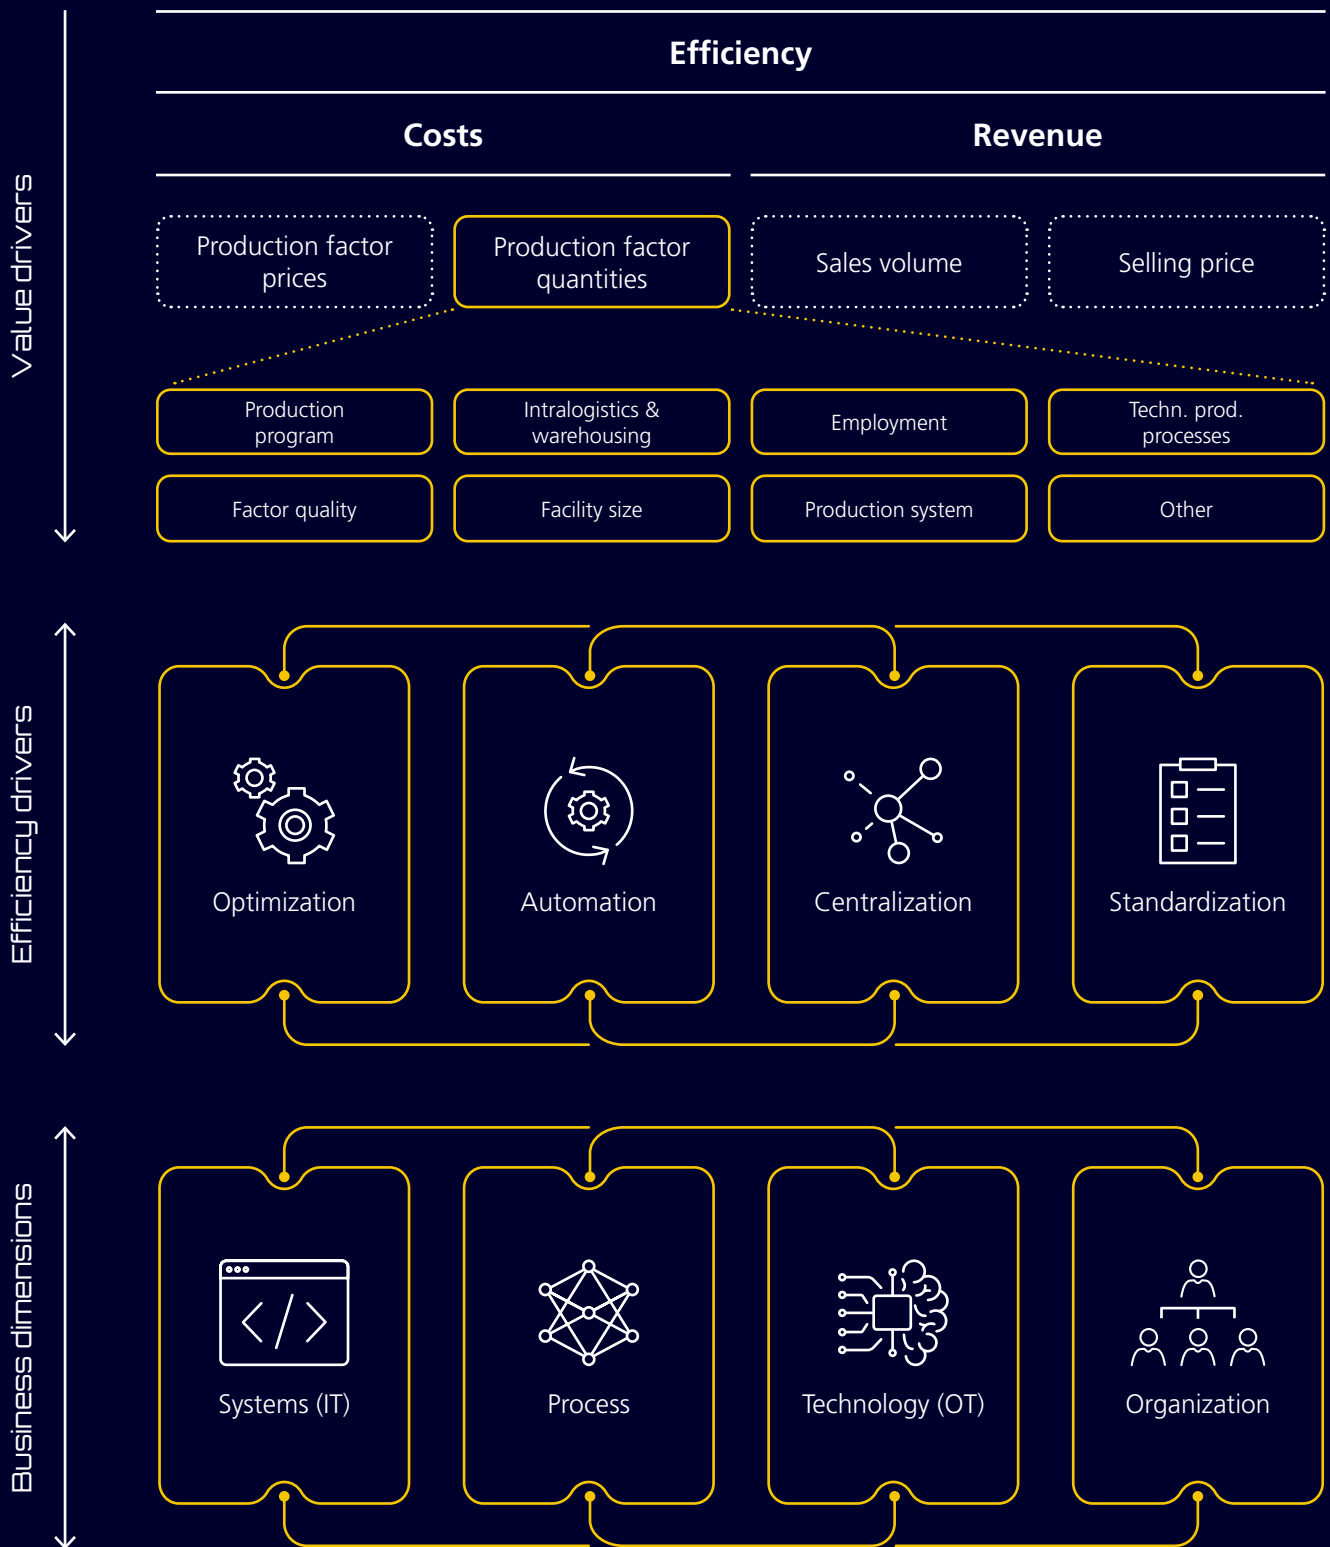 Efficiency
Costs
Revenue
Value drivers
Production factor
prices
Production factor
quantities
Sales volume
Selling price
Production
program
Intralogistics &
warehousing
Employment
Techn. prod.
processes
Factor quality
Facility size
Production system
Other
Efficiency drivers
Optimization
Automation
Centralization
Standardization
Business dimensions
Systems (IT)
Process
Technology (OT)
Organization